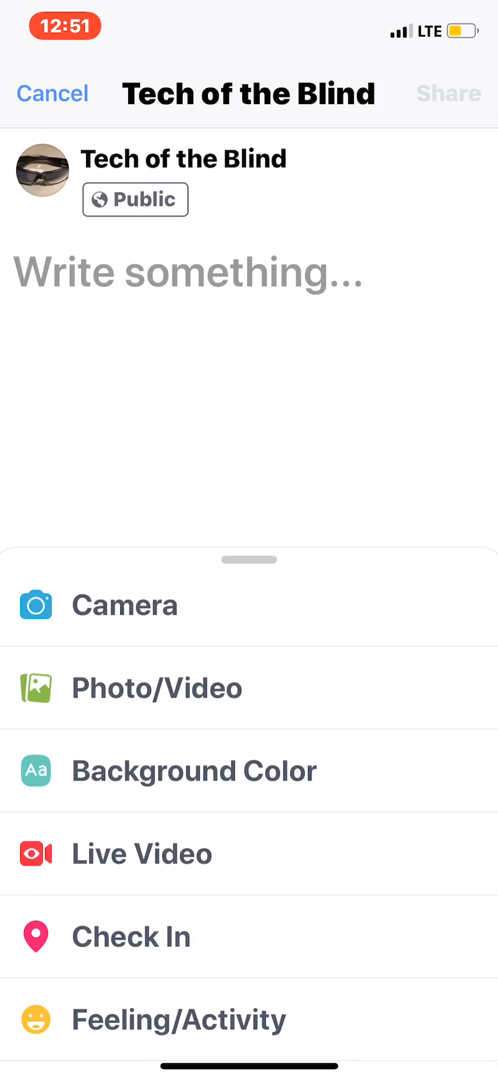 12:51
LTE
Cancel
Tech of the Blind
Share
Tech of the Blind
Public
Write something...
Camera
Photo/Video
Aa
Background Color
Live Video
Check In
Feeling/Activity